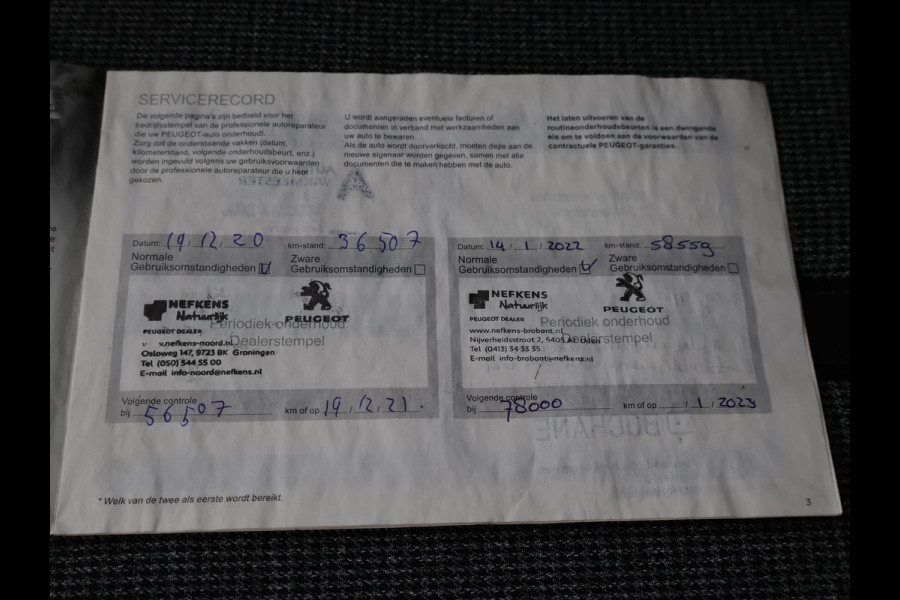 SERVICERECORD
De volgende pagina's zijn bedoeld voor het
bedrijfsstempel van de professionele autoreparateur
die uw PEUGEOT-auto onderhoudt.
Zorg dat de onderstaande vakken (datum,
kilometerstand, volgende onderhoudsbeurt, enz.)
worden ingevuld volgens uw gebruiksvoorwaarden
door de professionele autoreparateur die u hebt
gekozen.
U wordt aangeraden eventuele facturen of
documenten in verband met werkzaamheden aan
uw auto te bewaren.
Als de auto wordt doorverkocht, moeten deze aan de
nieuwe eigenaar worden gegeven, samen met alle
documenten die te maken hebben met de auto.
Het laten uitvoeren van de
routineonderhoudsbeurten is een dwingende
eis om te voldoen aan de voorwaarden van de
contractuele PEUGEOT-garanties.
Datum: 19, 12, 20 km-stand: 36507
Normale
Gebruiksomstandigheden
Zware
Gebruiksomstandigheden
NEFKENS
Natuurlijk
PEUGEOT
PEUGEOT DEALER
Periodiek onderhoud
Dealerstempel
.nefkens-noord.nl
Osloweg 147, 9723 BK Groningen
Tel (050) 544 55 00
E-mail info-noord@nefkens.nl
Volgende controle
bij 56507 km of op 19, 12, 21.
Datum: 14, 1, 2022 km-stand: 58559
Normale
Gebruiksomstandigheden
Zware
Gebruiksomstandigheden
NEFKENS
Natuurlijk
PEUGEOT
PEUGEOT DEALER
Periodiek onderhoud
Dealerstempel
www.nefkens-brabant.nl
Nijverheidsstraat 2,
Tel (0413) 34 33 35
E-mail info-brabant@nefkens.nl
Volgende controle
bij 78000 km of op , 1, 2023
* Welk van de twee als eerste wordt bereikt.
3